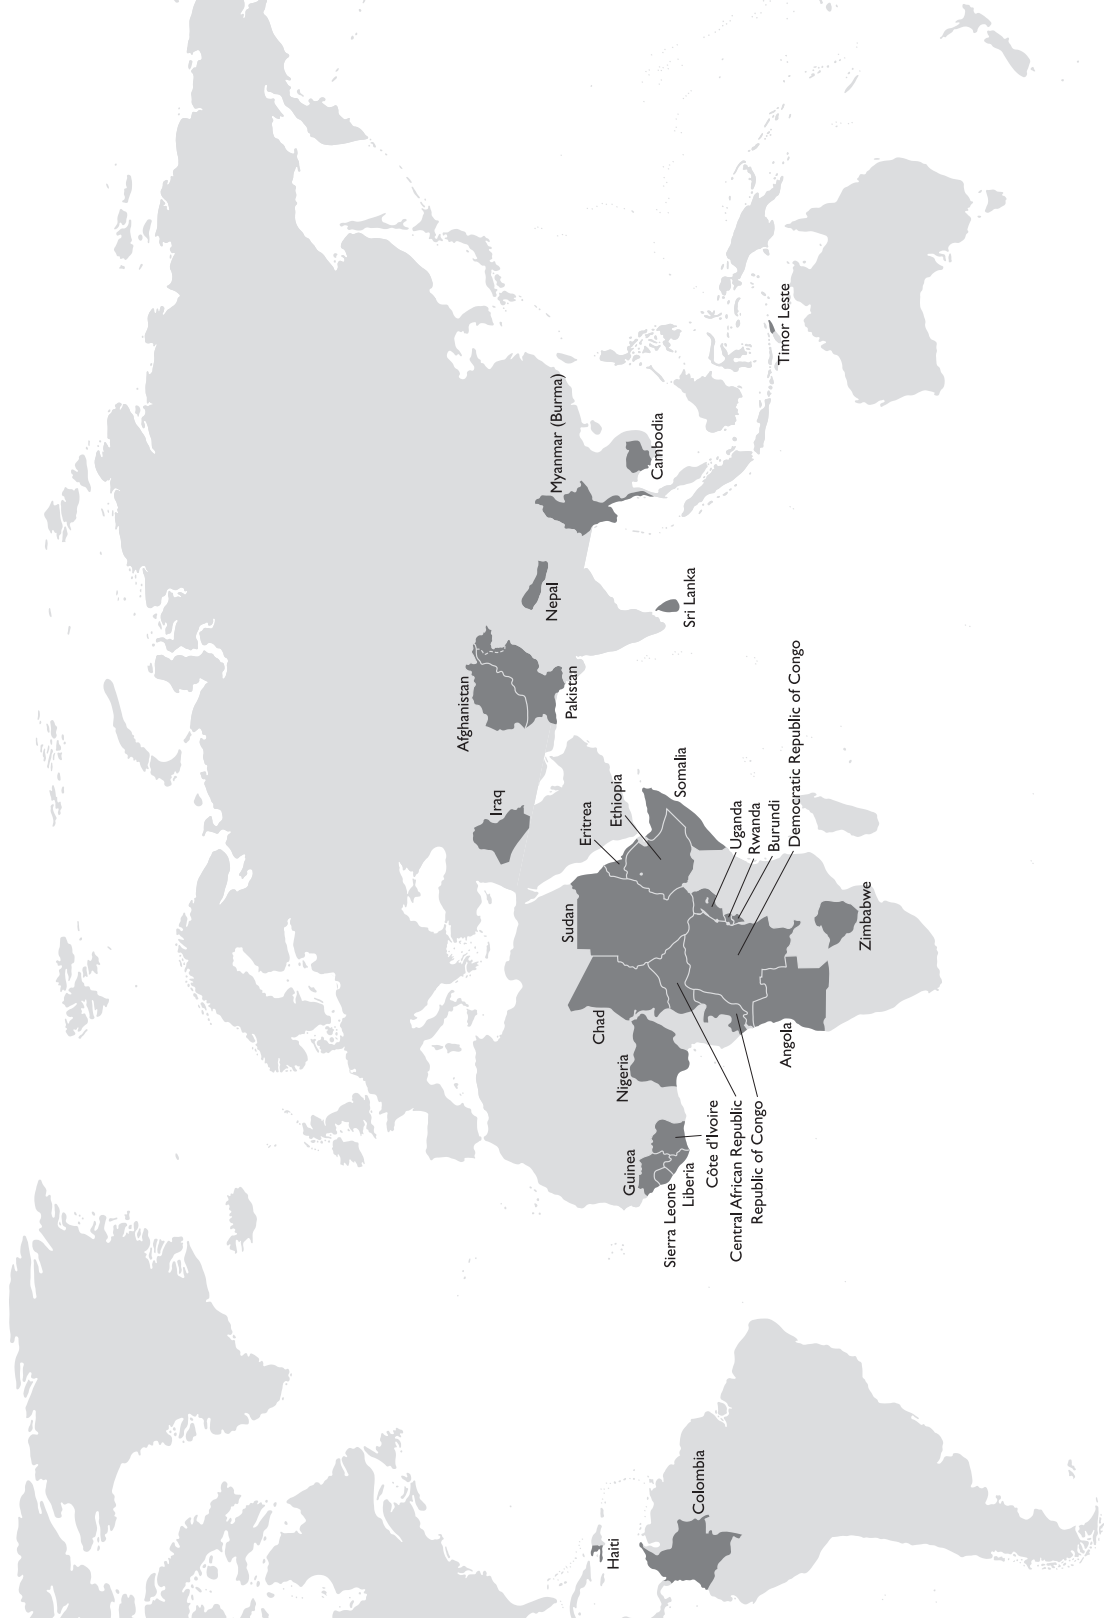 Haiti
Colombia
Guinea
Sierra Leone
Liberia
Côte d'Ivoire
Central African Republic
Republic of Congo
Nigeria
Chad
Angola
Sudan
Eritrea
Ethiopia
Somalia
Uganda
Rwanda
Burundi
Democratic Republic of Congo
Zimbabwe
Iraq
Afghanistan
Pakistan
Nepal
Sri Lanka
Myanmar (Burma)
Cambodia
Timor Leste